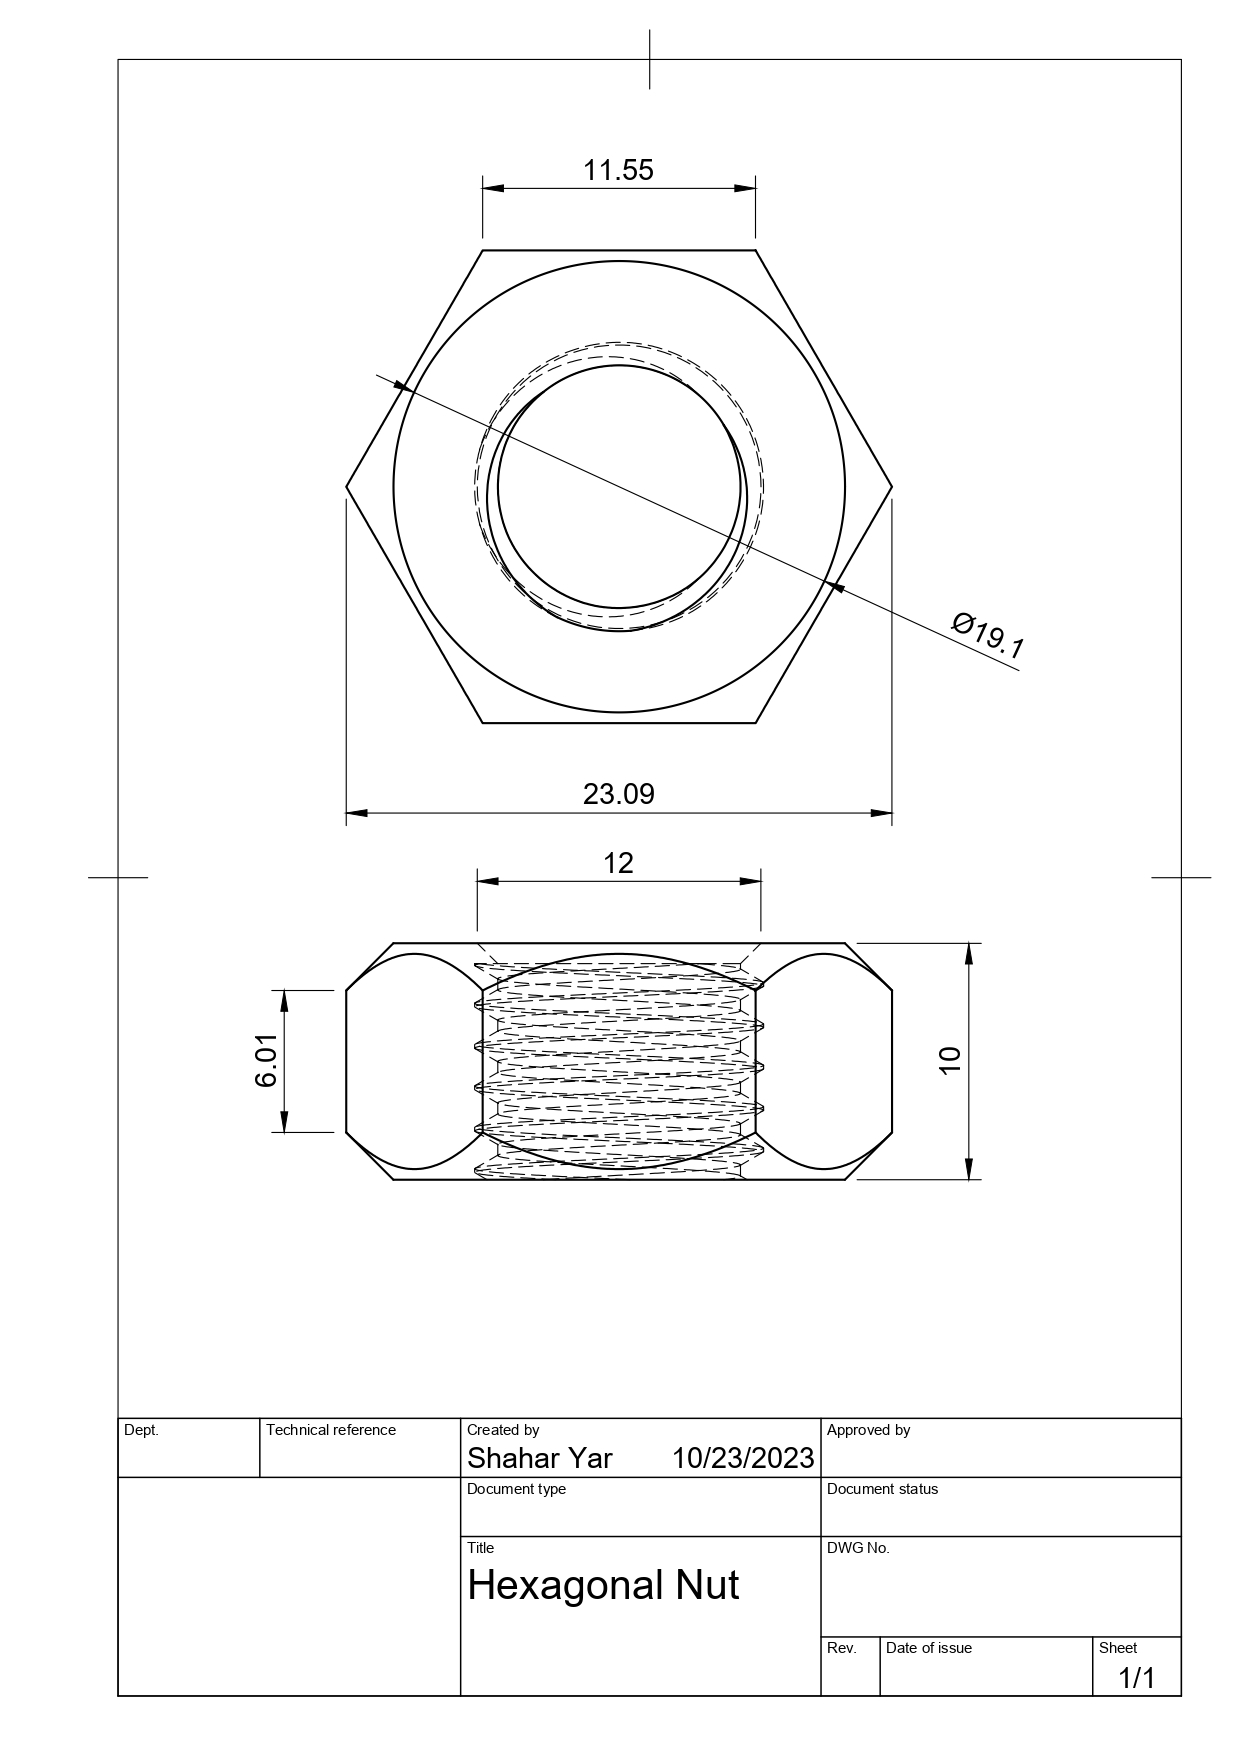 11.55
Ø19.1
23.09
12
6.01
10
Dept.
Technical reference
Created by
Shahar Yar 10/23/2023
Approved by
Document type
Document status
Title
Hexagonal Nut
DWG No.
Rev.
Date of issue
Sheet
1/1